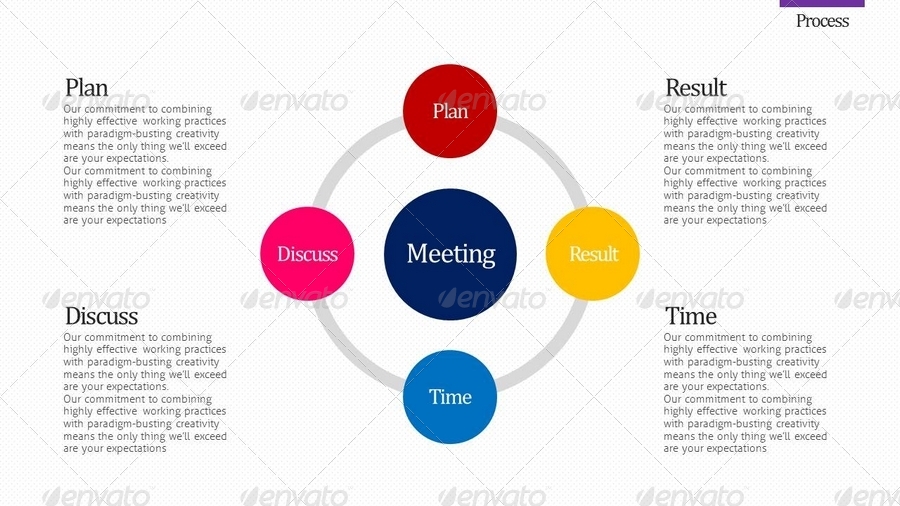 Process
Plan
Our commitment to combining
highly effective working practices
with paradigm-busting creativity
means the only thing we'll exceed
are your expectations.
Our commitment to combining
highly effective working practices
with paradigm-busting creativity
means the only thing we'll exceed
are your expectations
Discuss
Our commitment to combining
highly effective working practices
with paradigm-busting creativity
means the only thing we'll exceed
are your expectations.
Our commitment to combining
highly effective working practices
with paradigm-busting creativity
means the only thing we'll exceed
are your expectations
Plan
Discuss
Meeting
Result
Time
Result
Our commitment to combining
highly effective working practices
with paradigm-busting creativity
means the only thing we'll exceed
are your expectations.
Our commitment to combining
highly effective working practices
with paradigm-busting creativity
means the only thing we'll exceed
are your expectations
Time
Our commitment to combining
highly effective working practices
with paradigm-busting creativity
means the only thing we'll exceed
are your expectations.
Our commitment to combining
highly effective working practices
with paradigm-busting creativity
means the only thing we'll exceed
are your expectations
envato envato envato envato envato
envato envato envato envato envato
envato envato envato envato envato